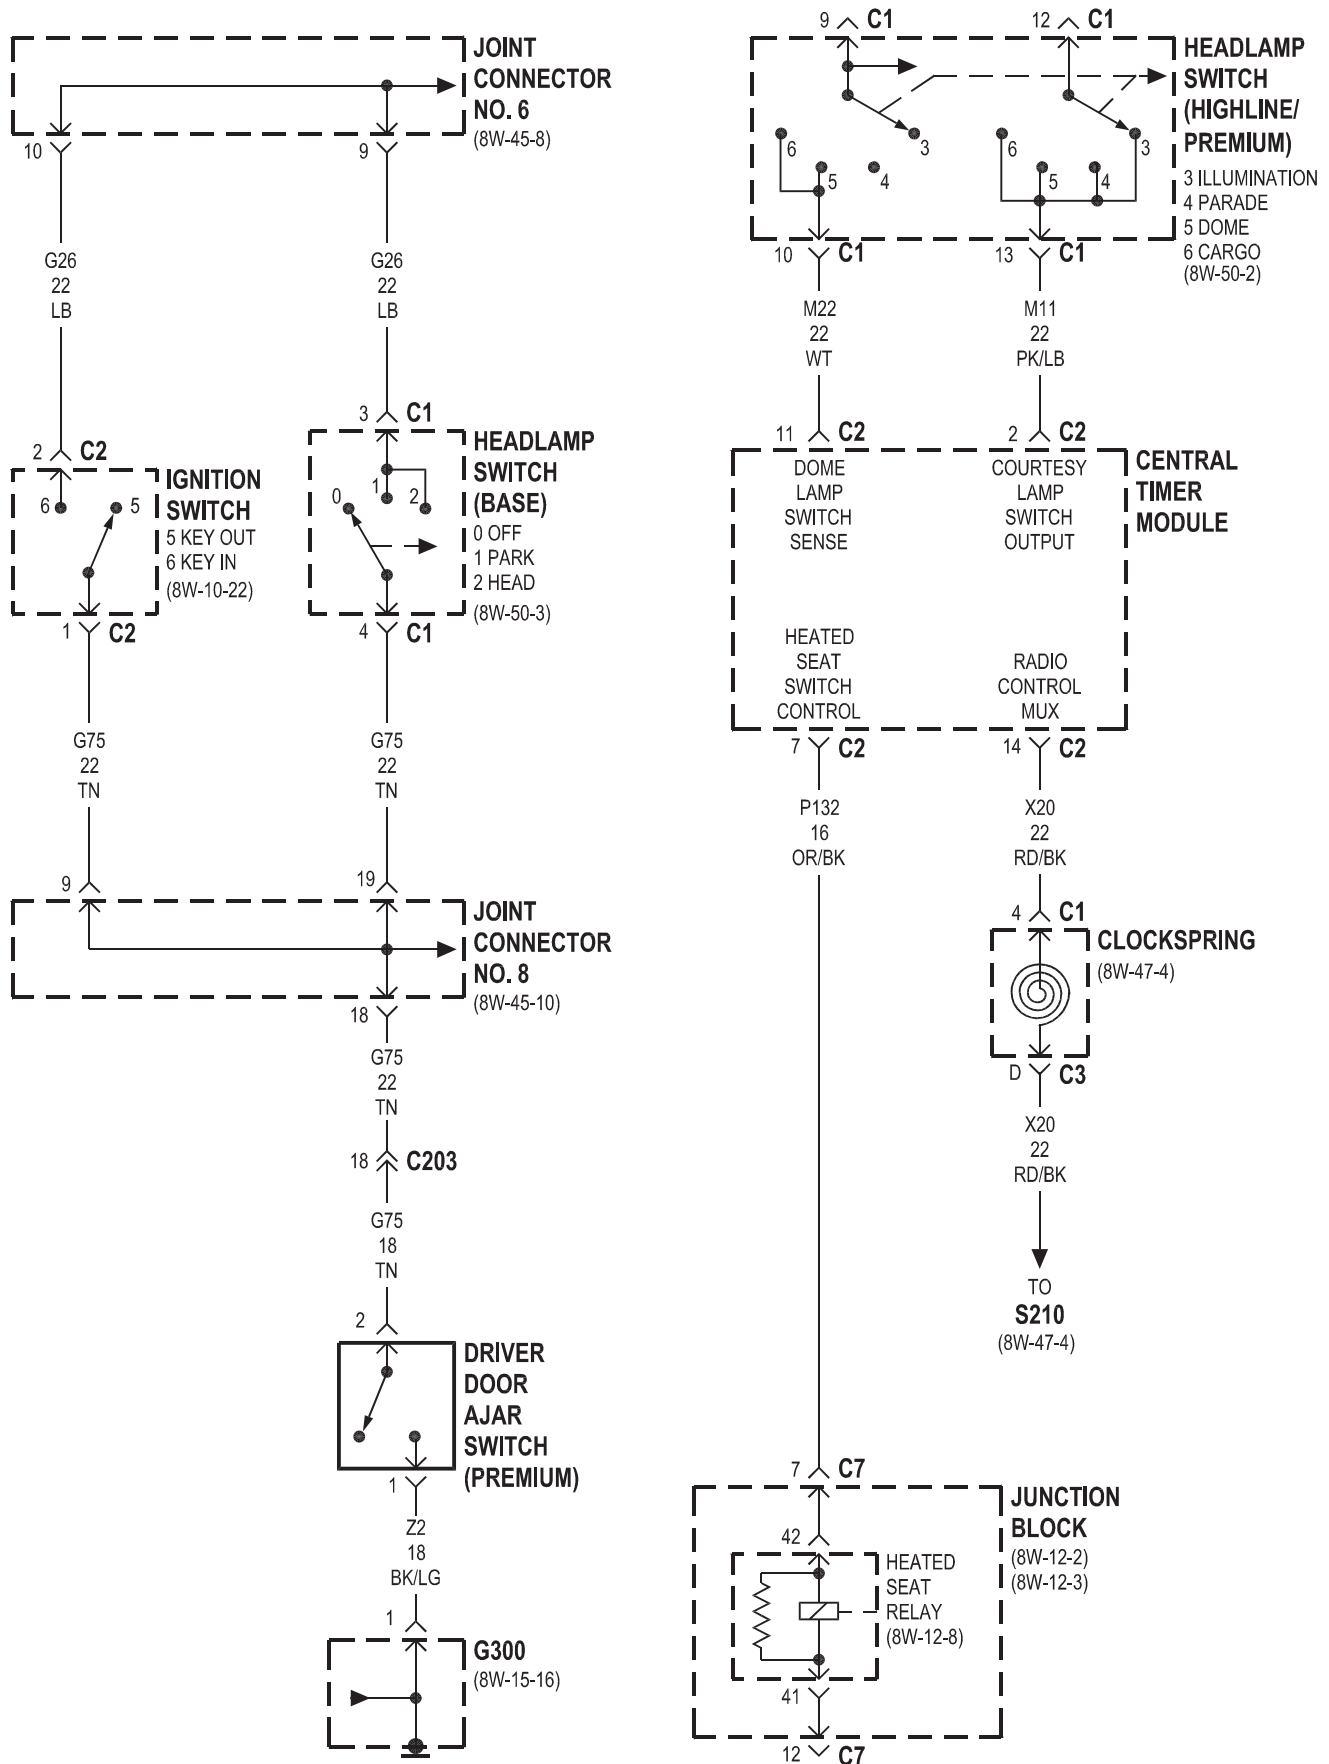 JOINT
CONNECTOR
NO. 6
(8W-45-8)
10
9
G26
22
LB
G26
22
LB
2 C2
IGNITION
SWITCH
5 KEY OUT
6 KEY IN
(8W-10-22)
6
5
1 C2
3 C1
HEADLAMP
SWITCH
(BASE)
0 OFF
1 PARK
2 HEAD
(8W-50-3)
0
1
2
4 C1
G75
22
TN
G75
22
TN
9
19
JOINT
CONNECTOR
NO. 8
(8W-45-10)
18
G75
22
TN
18 C203
G75
18
TN
2
DRIVER
DOOR
AJAR
SWITCH
(PREMIUM)
1
Z2
18
BK/LG
1
G300
(8W-15-16)
9 C1
12 C1
HEADLAMP
SWITCH
(HIGHLINE/
PREMIUM)
3 ILLUMINATION
4 PARADE
5 DOME
6 CARGO
(8W-50-2)
6
5
4
3
6
5
4
3
10 C1
13 C1
M22
22
WT
M11
22
PK/LB
11 C2
2 C2
CENTRAL
TIMER
MODULE
DOME
LAMP
SWITCH
SENSE
COURTESY
LAMP
SWITCH
OUTPUT
HEATED
SEAT
SWITCH
CONTROL
RADIO
CONTROL
MUX
7 C2
14 C2
P132
16
OR/BK
X20
22
RD/BK
4 C1
CLOCKSPRING
(8W-47-4)
D C3
X20
22
RD/BK
TO
S210
(8W-47-4)
7 C7
JUNCTION
BLOCK
(8W-12-2)
(8W-12-3)
42
HEATED
SEAT
RELAY
(8W-12-8)
41
12 C7